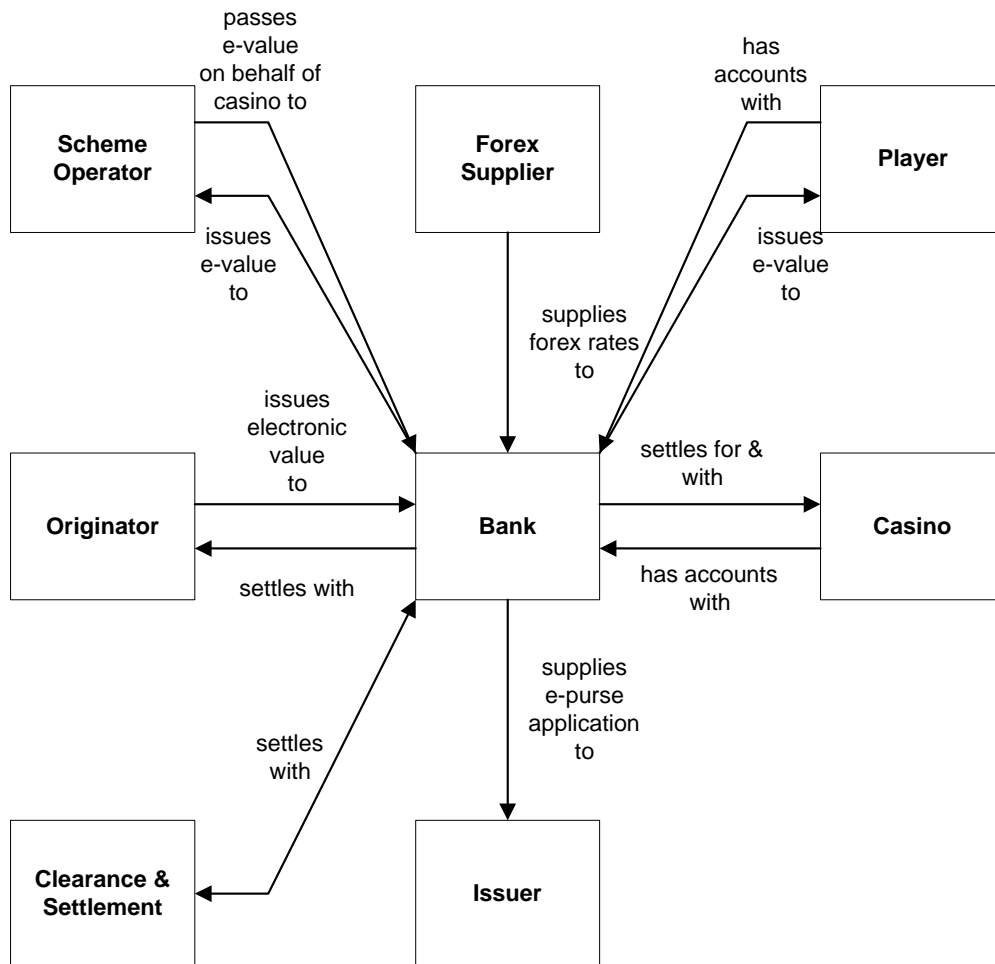 passes
e-value
on behalf of
casino to
has
accounts
with
Scheme
Operator
Forex
Supplier
Player
issues
e-value
to
issues
e-value
to
supplies
forex rates
to
issues
electronic
value
to
settles for &
with
Originator
Bank
Casino
settles with
has accounts
with
supplies
e-purse
application
to
settles
with
Clearance &
Settlement
Issuer